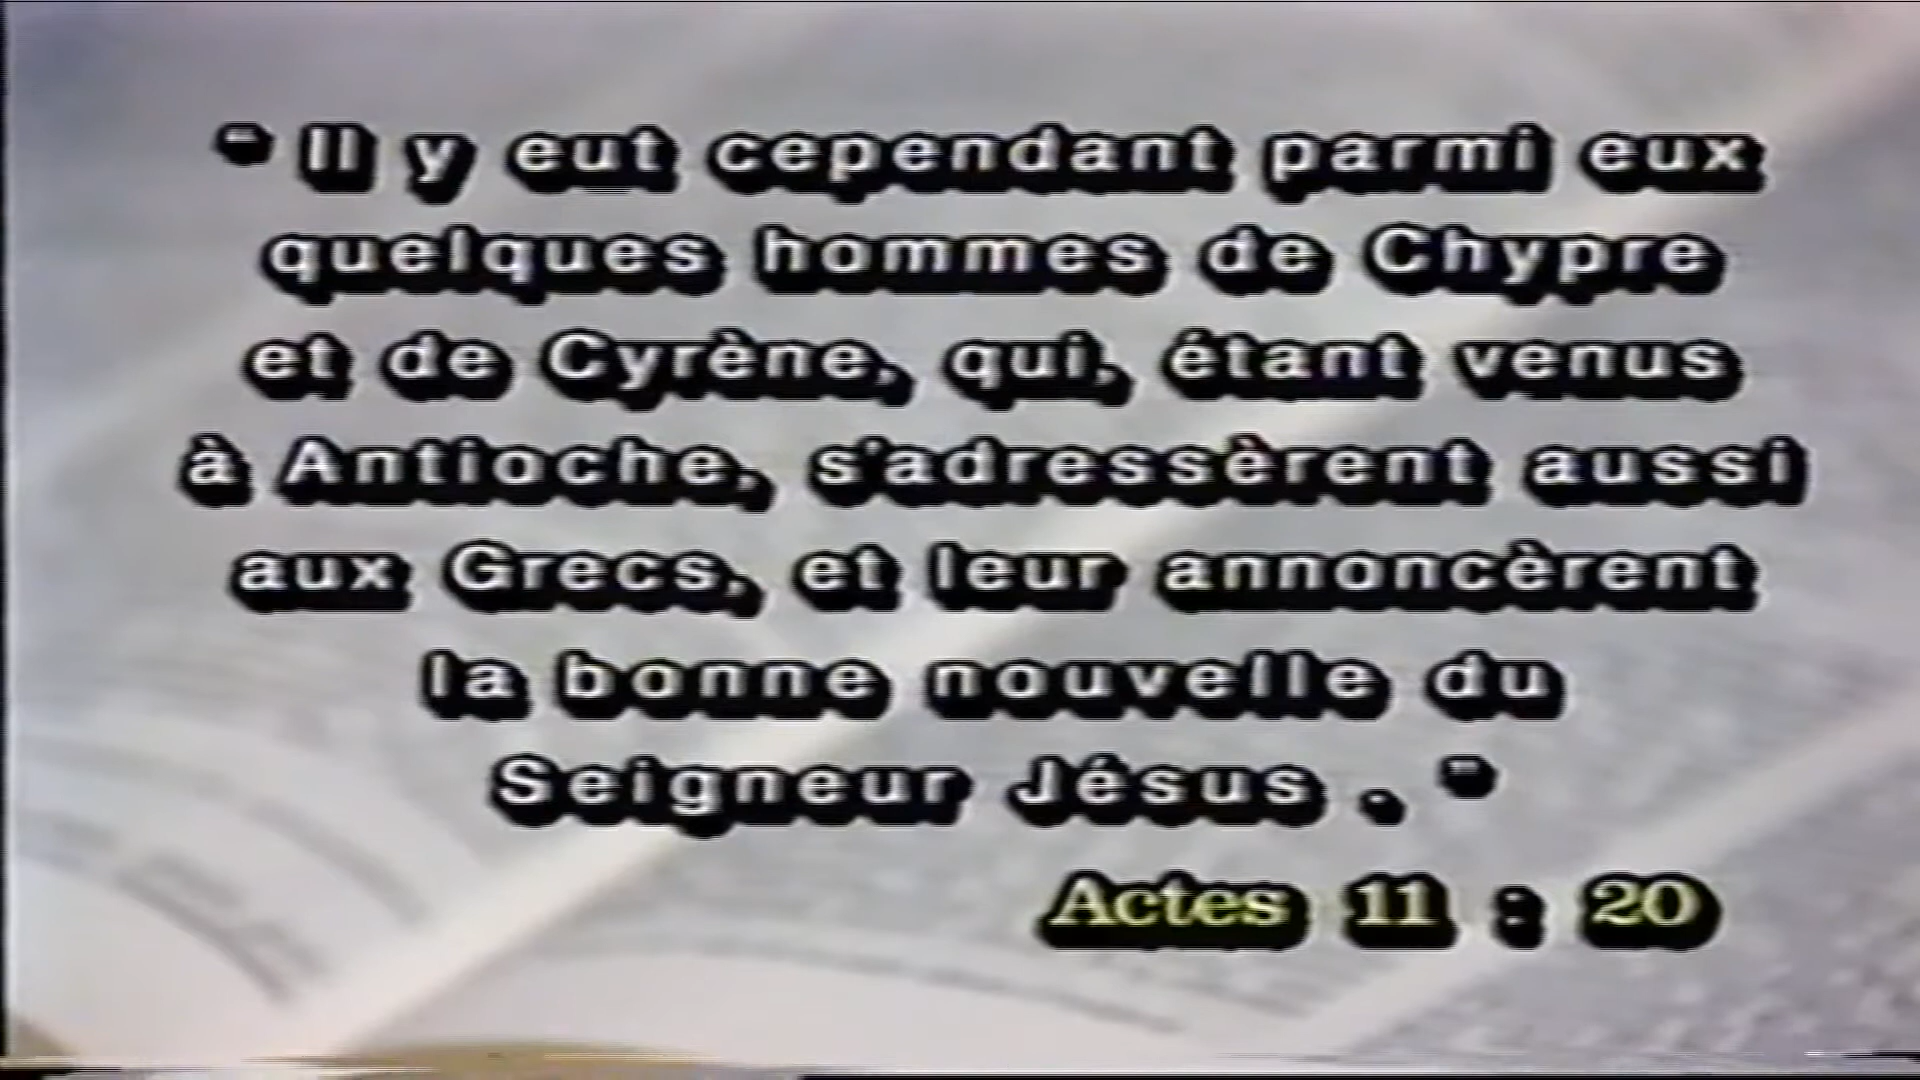 " Il y eut cependant parmi eux
quelques hommes de Chypre
et de Cyrène, qui, étant venus
à Antioche, s'adressèrent aussi
aux Grecs, et leur annoncèrent
la bonne nouvelle du
Seigneur Jésus . "
Actes 11 : 20